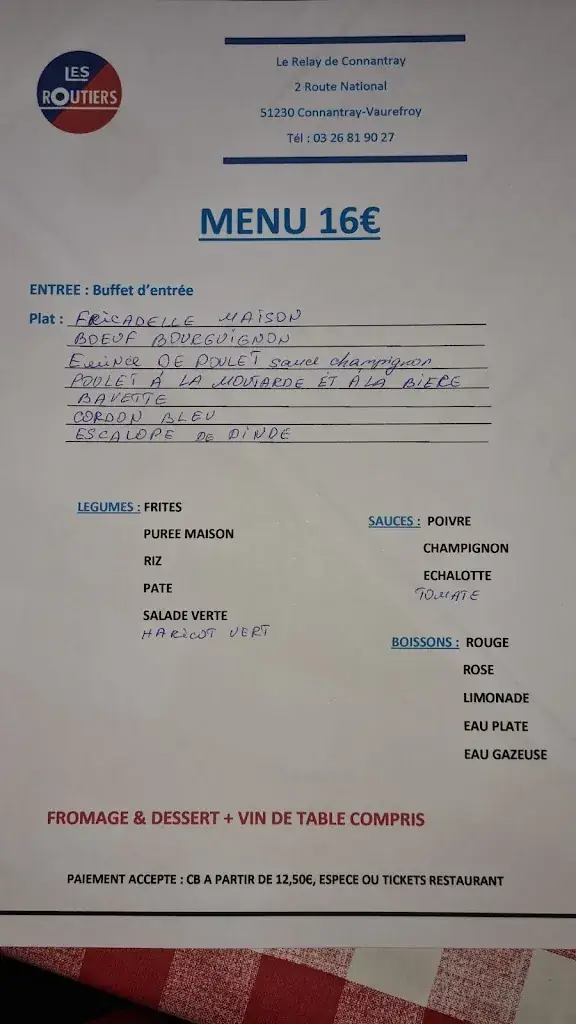 LES
ROUTIERS
Le Relay de Connantray
2 Route National
51230 Connantray-Vaurefroy
Tél : 03 26 81 90 27
MENU 16€
ENTREE : Buffet d'entrée
Plat : FRICADELLE MAISON
BOEUF BOURGUIGNON
Emincé DE POULET sauce champignon
POULET À LA MOUTARDE ET À LA BIERE
BAVETTE
CORDON BLEU
ESCALOPE DE DINDE
LEGUMES : FRITES
PUREE MAISON
RIZ
PATE
SALADE VERTE
HARICOT VERT
SAUCES : POIVRE
CHAMPIGNON
ECHALOTTE
TOMATE
BOISSONS : ROUGE
ROSE
LIMONADE
EAU PLATE
EAU GAZEUSE
FROMAGE & DESSERT + VIN DE TABLE COMPRIS
PAIEMENT ACCEPTE : CB A PARTIR DE 12,50€, ESPECE OU TICKETS RESTAURANT